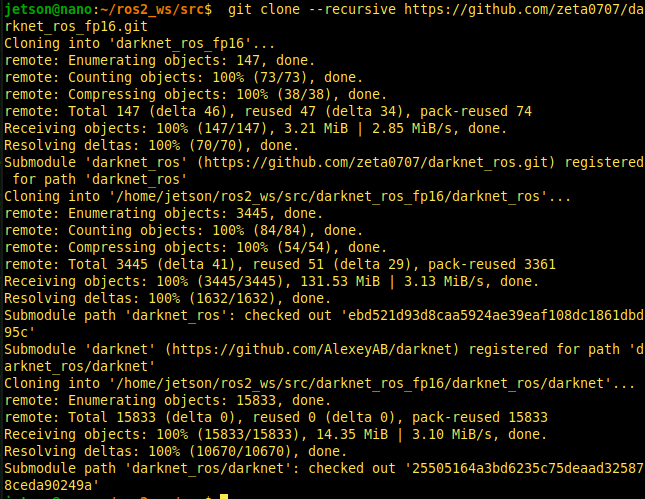 jetson@nano:~/ros2_ws/src$  git clone --recursive https://github.com/zeta0707/da
rknet_ros_fp16.git
Cloning into 'darknet_ros_fp16'...
remote: Enumerating objects: 147, done.
remote: Counting objects: 100% (73/73), done.
remote: Compressing objects: 100% (38/38), done.
remote: Total 147 (delta 46), reused 47 (delta 34), pack-reused 74
Receiving objects: 100% (147/147), 3.21 MiB | 2.85 MiB/s, done.
Resolving deltas: 100% (70/70), done.
Submodule 'darknet_ros' (https://github.com/zeta0707/darknet_ros.git) registered
 for path 'darknet_ros'
Cloning into '/home/jetson/ros2_ws/src/darknet_ros_fp16/darknet_ros'...
remote: Enumerating objects: 3445, done.
remote: Counting objects: 100% (84/84), done.
remote: Compressing objects: 100% (54/54), done.
remote: Total 3445 (delta 41), reused 51 (delta 29), pack-reused 3361
Receiving objects: 100% (3445/3445), 131.53 MiB | 3.13 MiB/s, done.
Resolving deltas: 100% (1632/1632), done.
Submodule path 'darknet_ros': checked out 'ebd521d93d8caa5924ae39eaf108dc1861dbd
95c'
Submodule 'darknet' (https://github.com/AlexeyAB/darknet) registered for path 'd
arknet_ros/darknet'
Cloning into '/home/jetson/ros2_ws/src/darknet_ros_fp16/darknet_ros/darknet'...
remote: Enumerating objects: 15833, done.
remote: Total 15833 (delta 0), reused 0 (delta 0), pack-reused 15833
Receiving objects: 100% (15833/15833), 14.35 MiB | 3.10 MiB/s, done.
Resolving deltas: 100% (10670/10670), done.
Submodule path 'darknet_ros/darknet': checked out '25505164a3bd6235c75deaad32587
8ceda90249a'